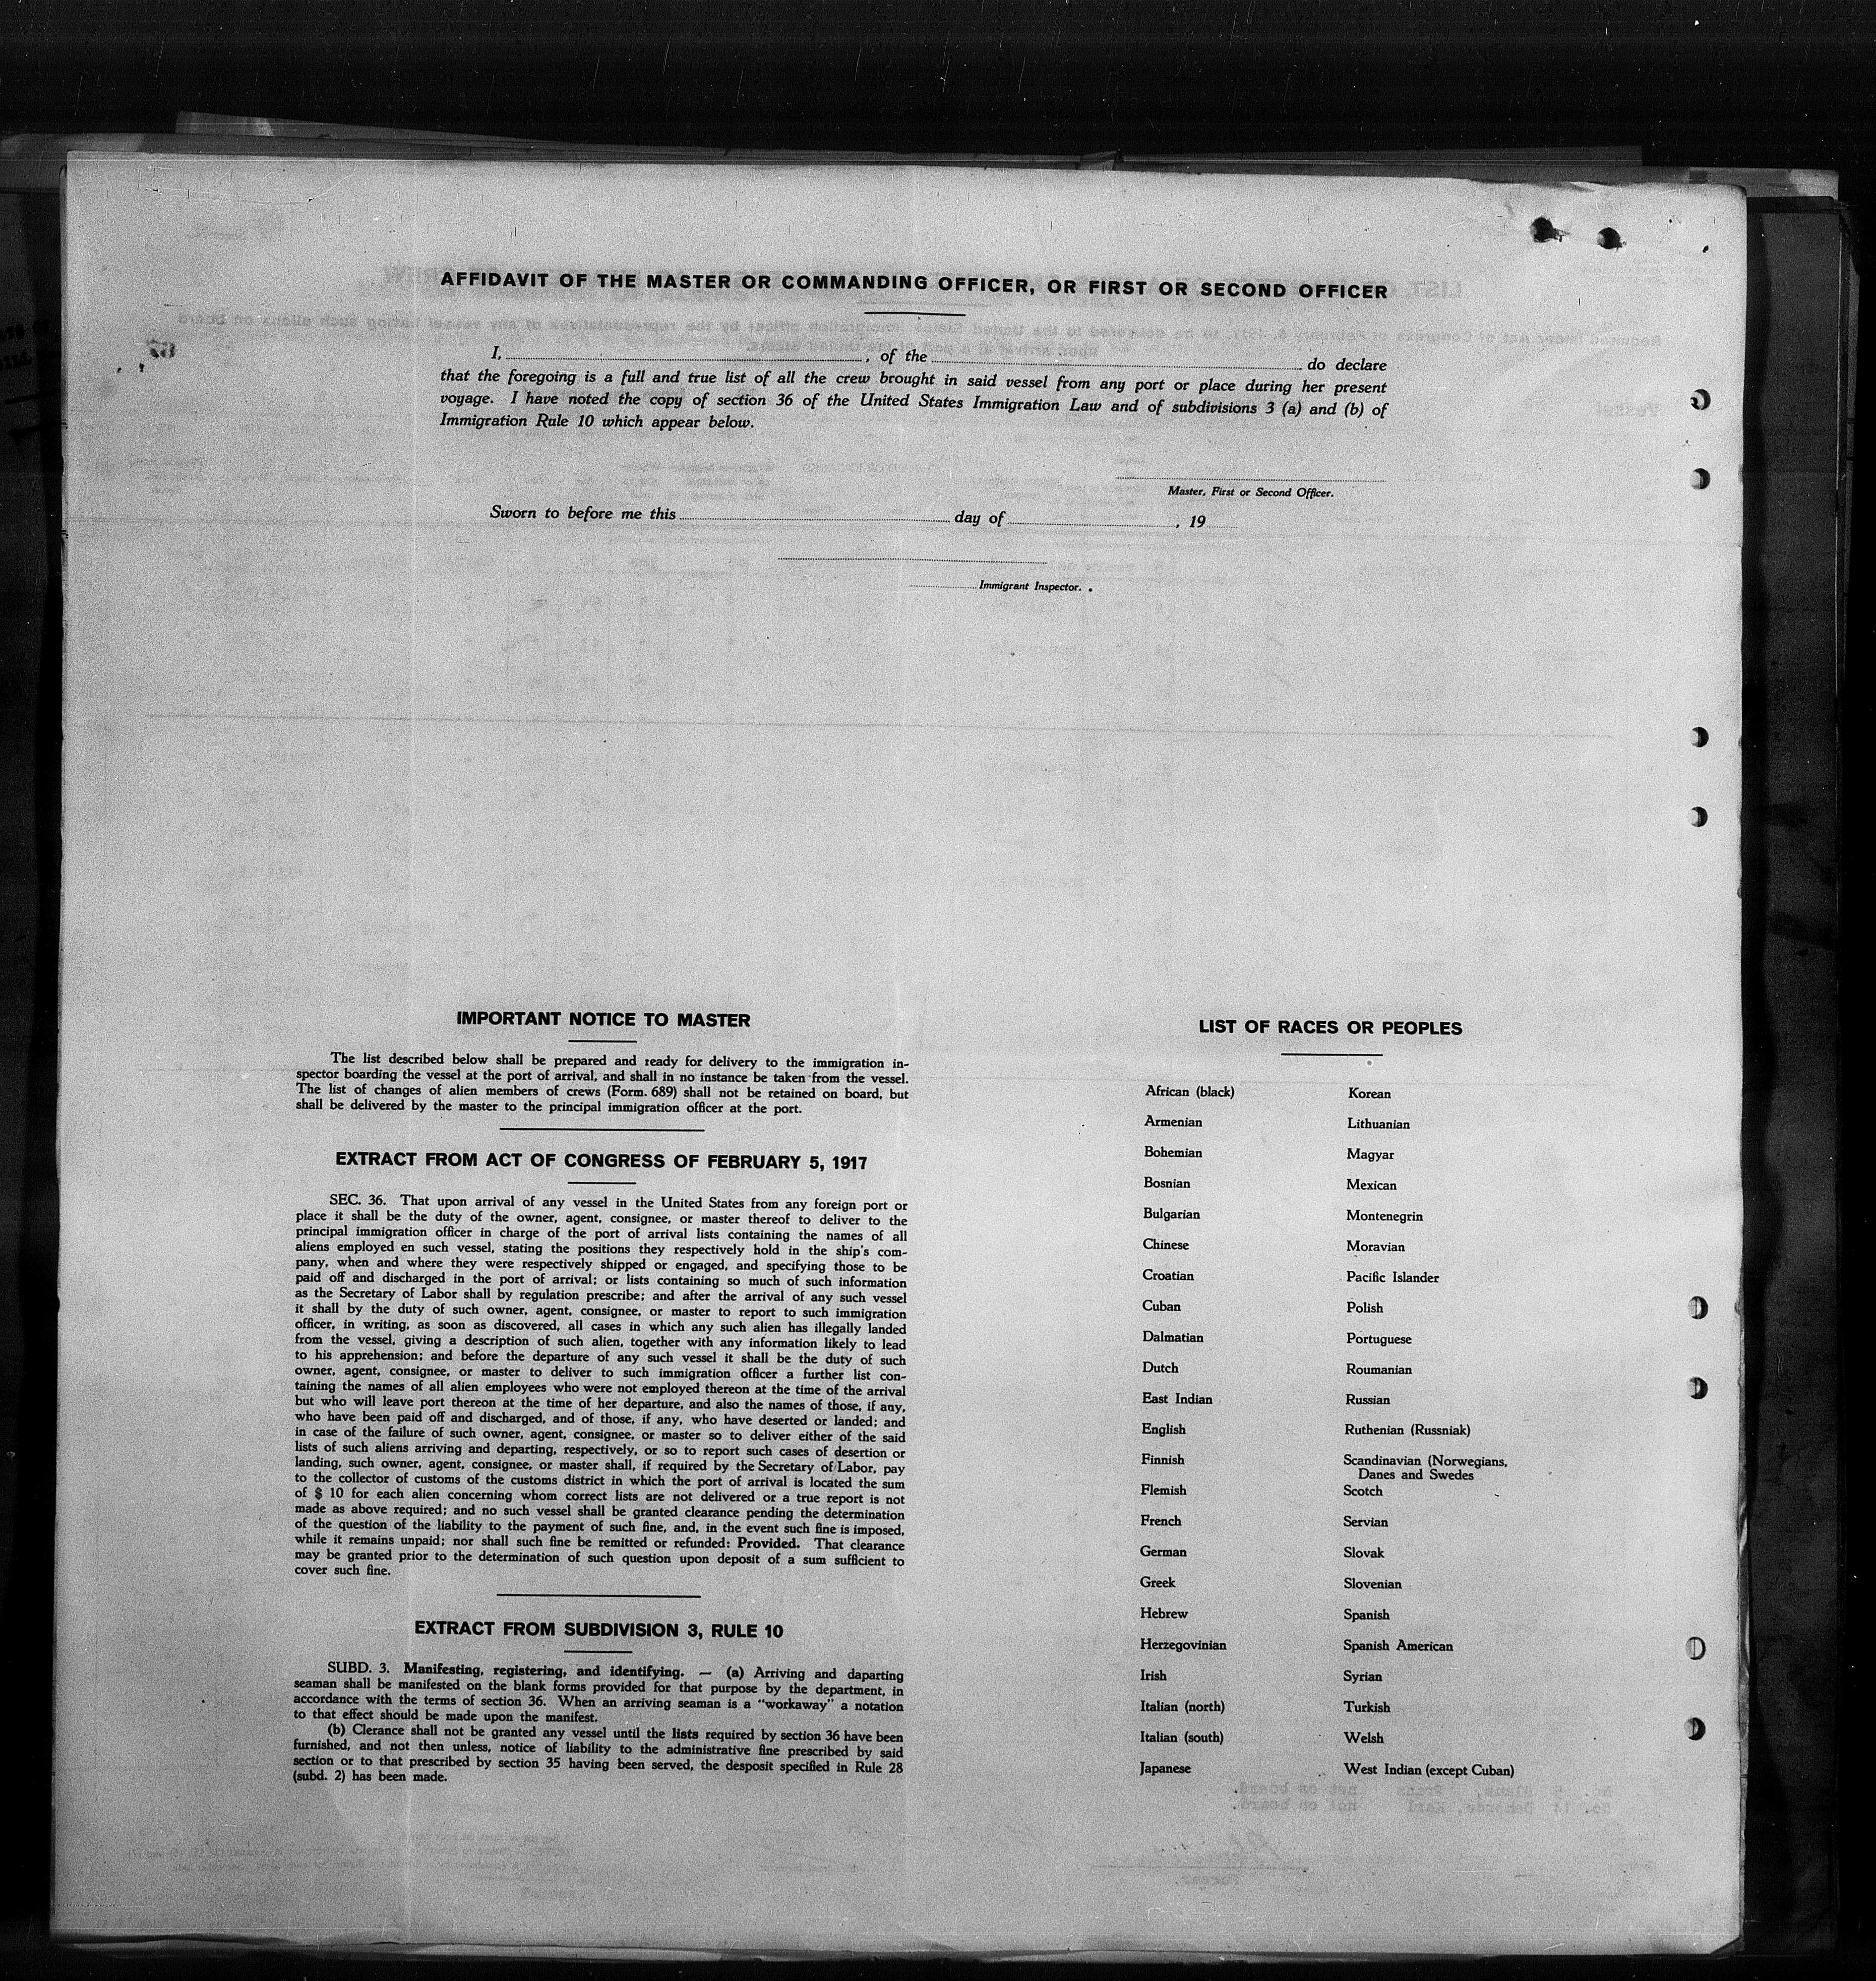 AFFIDAVIT OF THE MASTER OR COMMANDING OFFICER, OR FIRST OR SECOND OFFICER
I, , of the do declare
that the foregoing is a full and true list of all the crew brought in said vessel from any port or place during her present
voyage. I have noted the copy of section 36 of the United States Immigration Law and of subdivisions 3 (a) and (b) of
Immigration Rule 10 which appear below.
Master, First or Second Officer.
Sworn to before me this day of , 19
Immigrant Inspector.
IMPORTANT NOTICE TO MASTER
The list described below shall be prepared and ready for delivery to the immigration in-
spector boarding the vessel at the port of arrival, and shall in no instance be taken from the vessel.
The list of changes of alien members of crews (Form. 689) shall not be retained on board, but
shall be delivered by the master to the principal immigration officer at the port.
EXTRACT FROM ACT OF CONGRESS OF FEBRUARY 5, 1917
SEC. 36. That upon arrival of any vessel in the United States from any foreign port or
place it shall be the duty of the owner, agent, consignee, or master thereof to deliver to the
principal immigration officer in charge of the port of arrival lists containing the names of all
aliens employed en such vessel, stating the positions they respectively hold in the ship's com-
pany, when and where they were respectively shipped or engaged, and specifying those to be
paid off and discharged in the port of arrival; or lists containing so much of such information
as the Secretary of Labor shall by regulation prescribe; and after the arrival of any such vessel
it shall by the duty of such owner, agent, consignee, or master to report to such immigration
officer, in writing, as soon as discovered, all cases in which any such alien has illegally landed
from the vessel, giving a description of such alien, together with any information likely to lead
to his apprehension; and before the departure of any such vessel it shall be the duty of such
owner, agent, consignee, or master to deliver to such immigration officer a further list con-
taining the names of all alien employees who were not employed thereon at the time of the arrival
but who will leave port thereon at the time of her departure, and also the names of those, if any,
who have been paid off and discharged, and of those, if any, who have deserted or landed; and
in case of the failure of such owner, agent, consignee, or master so to deliver either of the said
lists of such aliens arriving and departing, respectively, or so to report such cases of desertion or
landing, such owner, agent, consignee, or master shall, if required by the Secretary of Labor, pay
to the collector of customs of the customs district in which the port of arrival is located the sum
of $ 10 for each alien concerning whom correct lists are not delivered or a true report is not
made as above required; and no such vessel shall be granted clearance pending the determination
of the question of the liability to the payment of such fine, and, in the event such fine is imposed,
while it remains unpaid; nor shall such fine be remitted or refunded: Provided. That clearance
may be granted prior to the determination of such question upon deposit of a sum sufficient to
cover such fine.
EXTRACT FROM SUBDIVISION 3, RULE 10
SUBD. 3. Manifesting, registering, and identifying. — (a) Arriving and daparting
seaman shall be manifested on the blank forms provided for that purpose by the department, in
accordance with the terms of section 36. When an arriving seaman is a "workaway" a notation
to that effect should be made upon the manifest.
(b) Clerance shall not be granted any vessel until the lists required by section 36 have been
furnished, and not then unless, notice of liability to the administrative fine prescribed by said
section or to that prescribed by section 35 having been served, the desposit specified in Rule 28
(subd. 2) has been made.
LIST OF RACES OR PEOPLES
African (black)
Armenian
Bohemian
Bosnian
Bulgarian
Chinese
Croatian
Cuban
Dalmatian
Dutch
East Indian
English
Finnish
Flemish
French
German
Greek
Hebrew
Herzegovinian
Irish
Italian (north)
Italian (south)
Japanese
Korean
Lithuanian
Magyar
Mexican
Montenegrin
Moravian
Pacific Islander
Polish
Portuguese
Roumanian
Russian
Ruthenian (Russniak)
Scandinavian (Norwegians,
Danes and Swedes
Scotch
Servian
Slovak
Slovenian
Spanish
Spanish American
Syrian
Turkish
Welsh
West Indian (except Cuban)